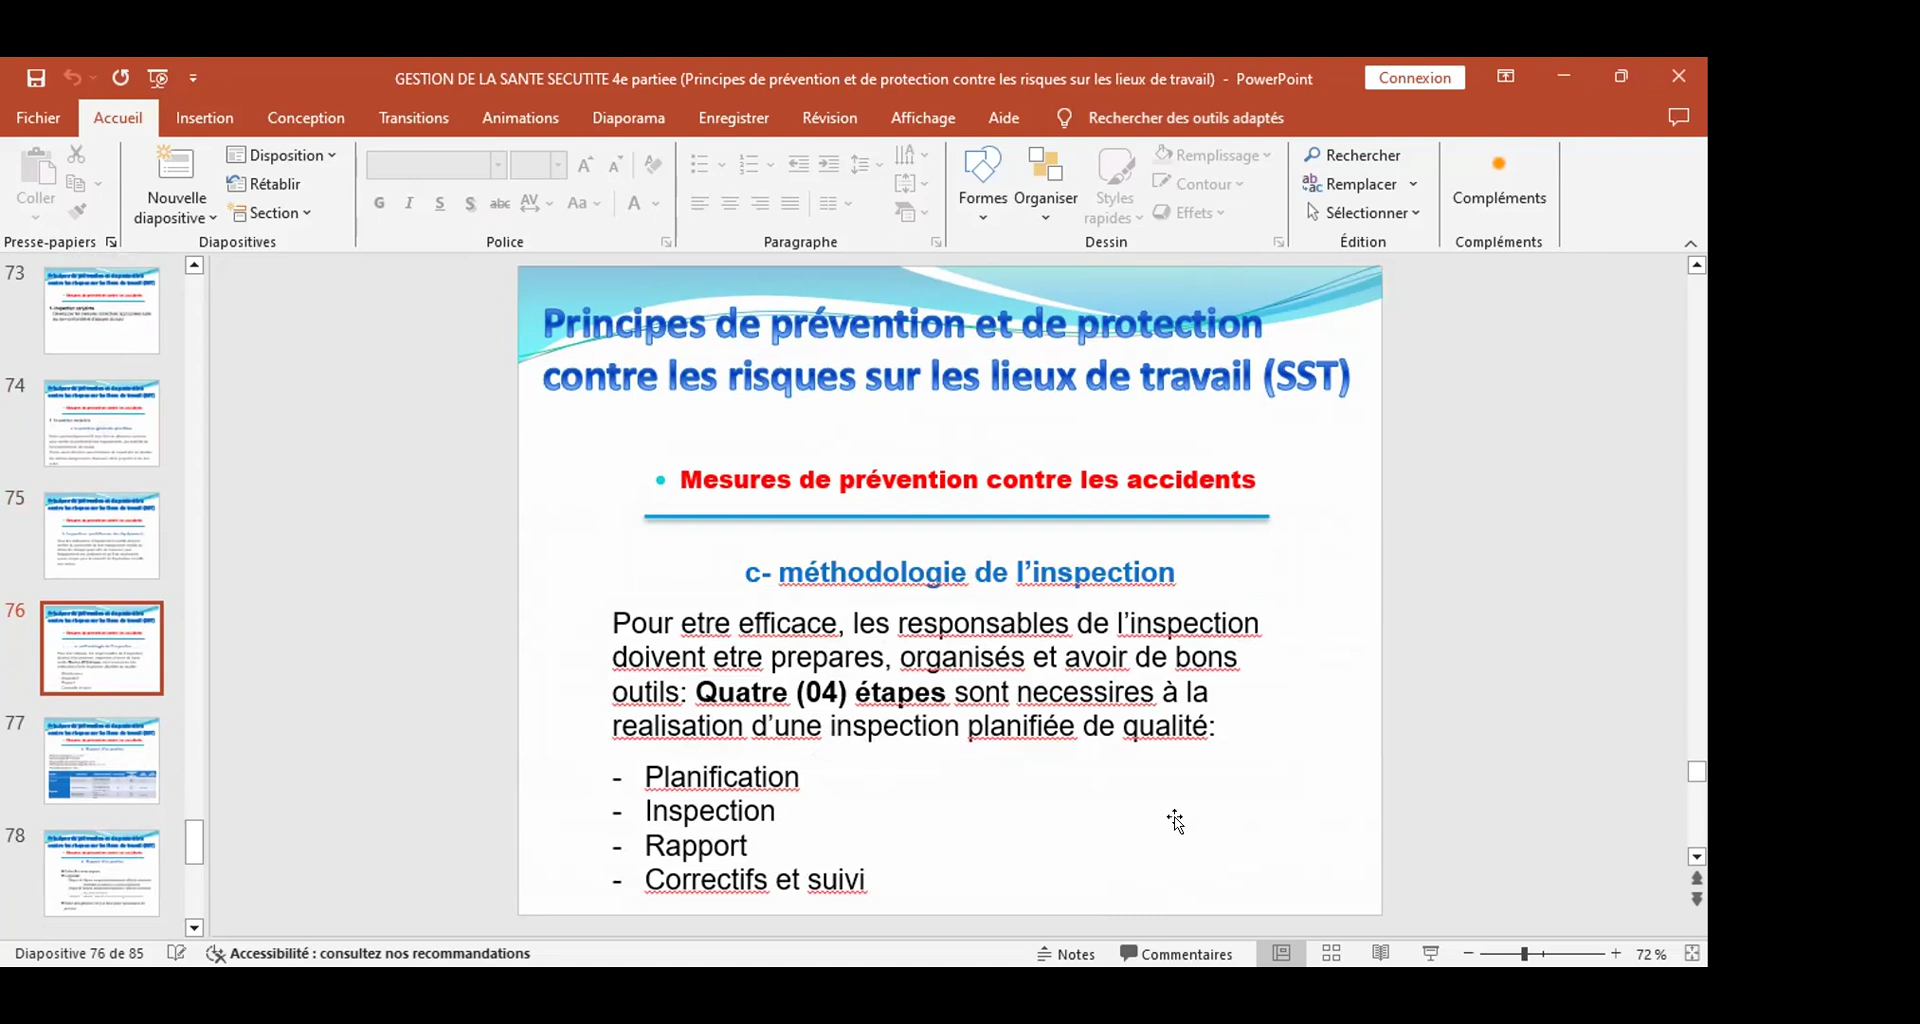 GESTION DE LA SANTE SECUTITE 4e partiee (Principes de prévention et de protection contre les risques sur les lieux de travail) - PowerPoint
Connexion
Fichier Accueil Insertion Conception Transitions Animations Diaporama Enregistrer Révision Affichage Aide Rechercher des outils adaptés
Coller
Nouvelle diapositive
Disposition
Rétablir
Section
G I S S abc AV Aa A
Formes
Organiser
Styles rapides
Remplissage
Contour
Effets
Rechercher
Remplacer
Sélectionner
Compléments
Presse-papiers Diapositives Police Paragraphe Dessin Édition Compléments
73
74
75
76
77
78
Principes de prévention et de protection
contre les risques sur les lieux de travail (SST)
• Mesures de prévention contre les accidents
c- méthodologie de l’inspection
Pour etre efficace, les responsables de l’inspection
doivent etre prepares, organisés et avoir de bons
outils: Quatre (04) étapes sont necessires à la
realisation d’une inspection planifiée de qualité:
- Planification
- Inspection
- Rapport
- Correctifs et suivi
Diapositive 76 de 85 Accessibilité : consultez nos recommandations Notes Commentaires 72 %